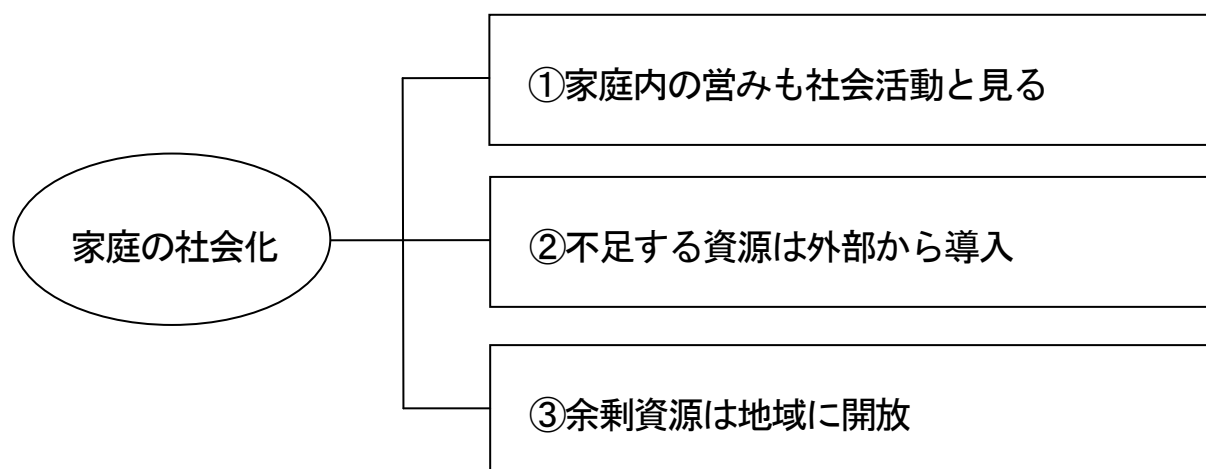 家庭の社会化
①家庭内の営みも社会活動と見る
②不足する資源は外部から導入
③余剰資源は地域に開放